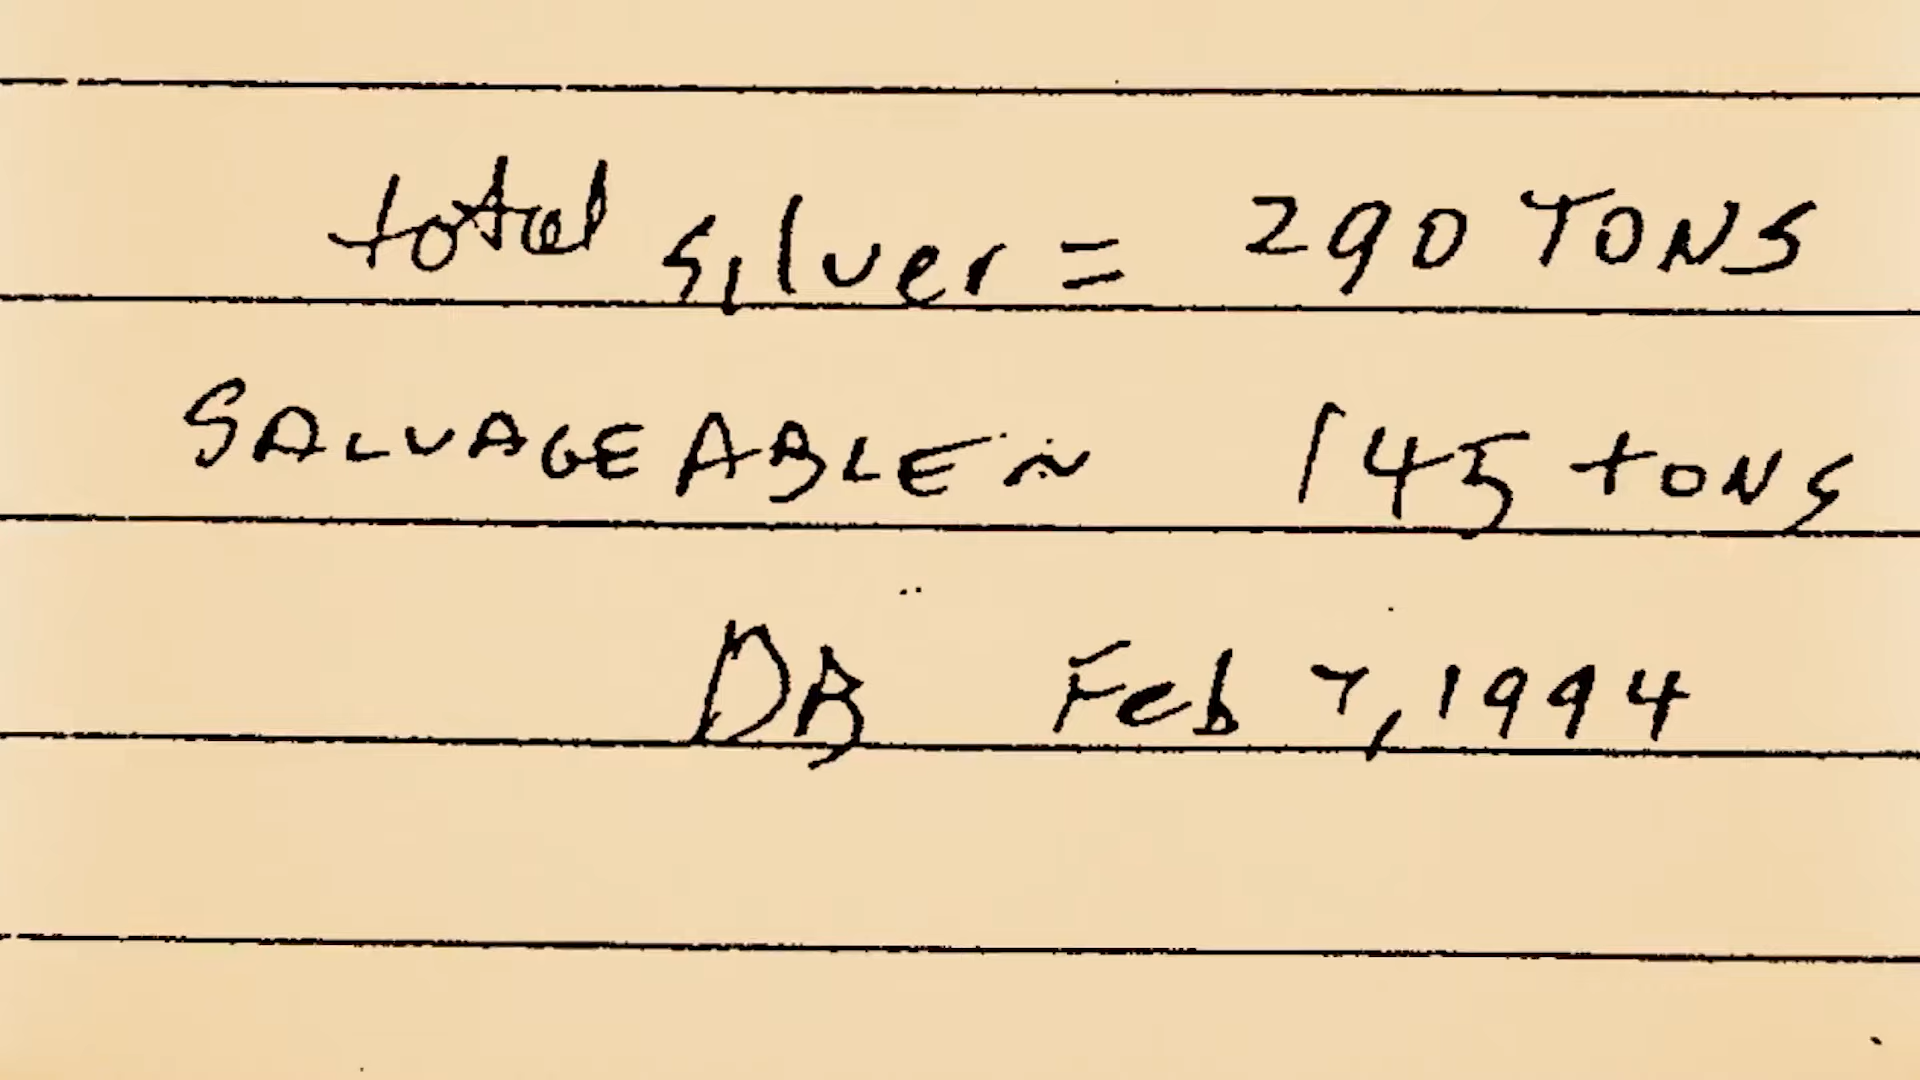 total silver = 290 TONS
SALVAGEABLE ~ 145 tONS
DB Feb 7, 1994